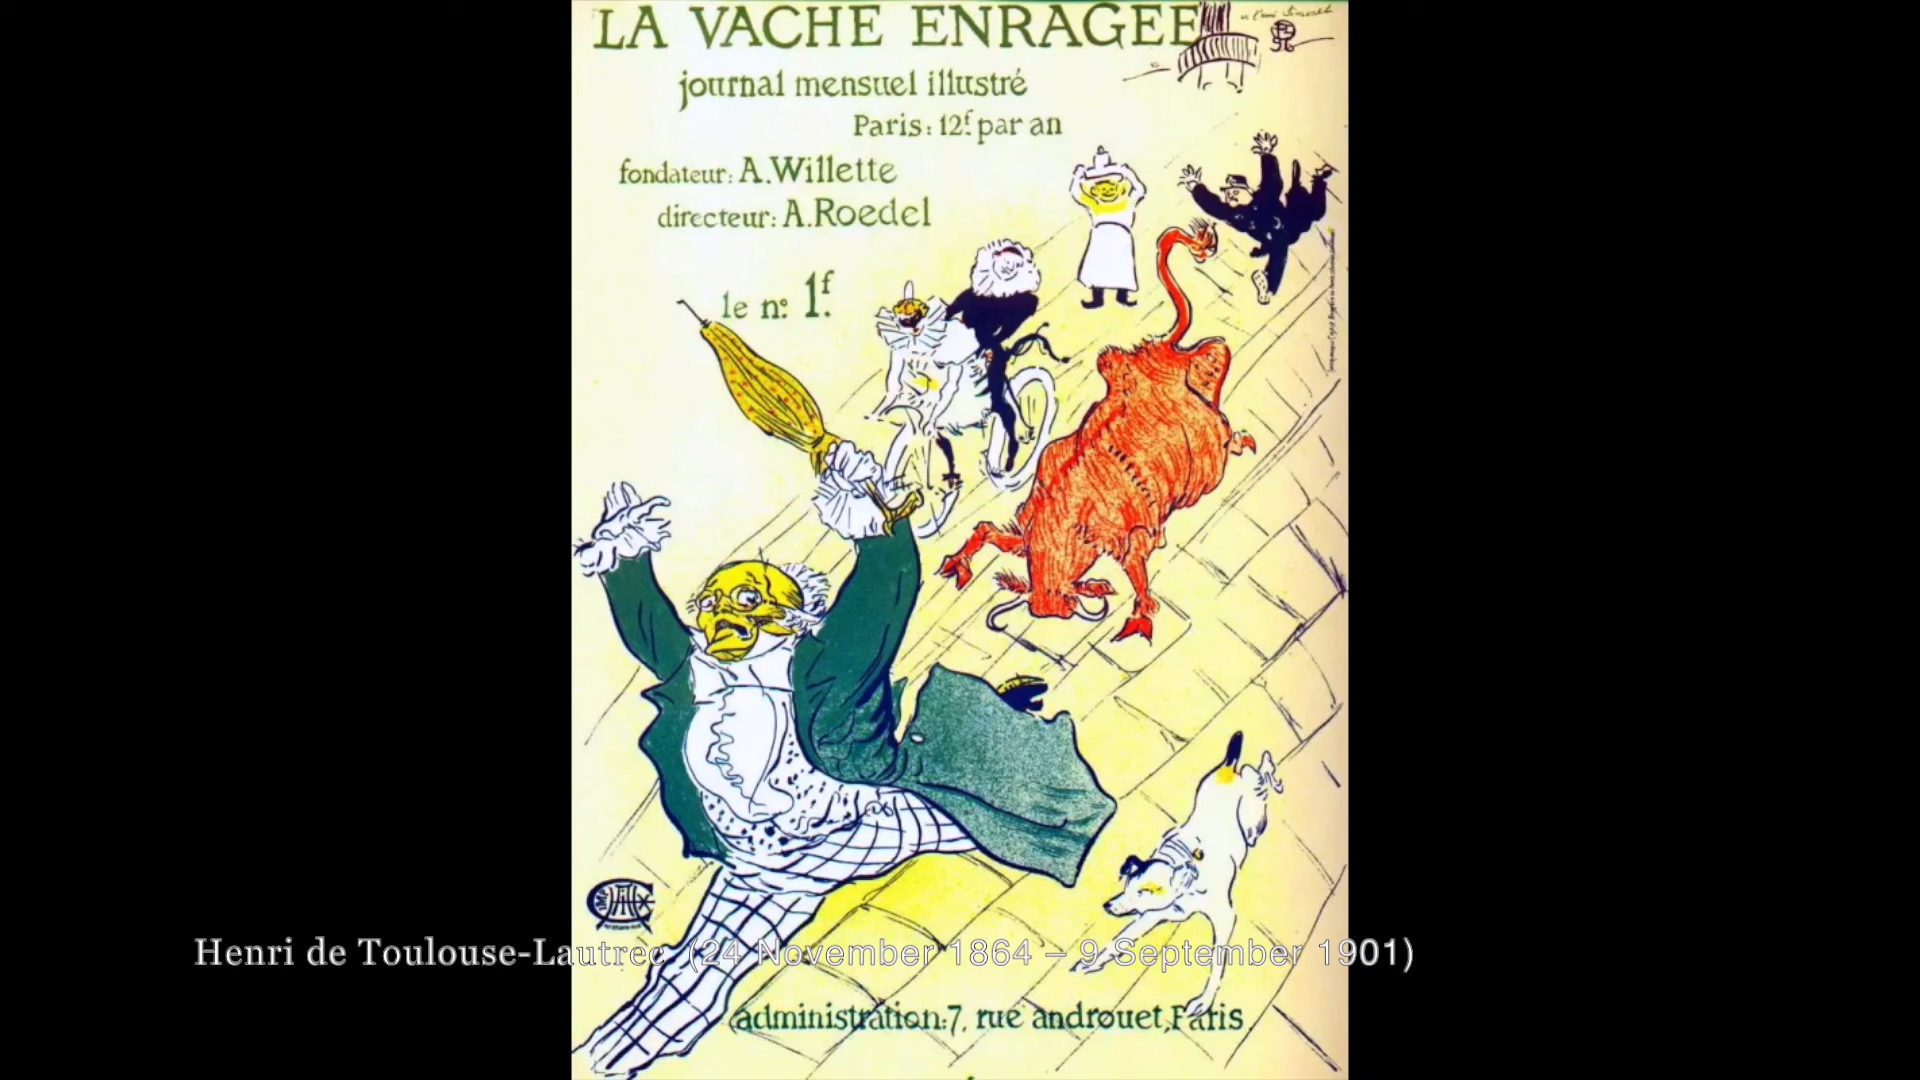 LA VACHE ENRAGEE
journal mensuel illustré
Paris: 12f par an
fondateur: A.Willette
directeur: A.Roedel
le nº: 1f.
Henri de Toulouse-Lautrec (24 November 1864 – 9 September 1901)
administration:7, rue androuet, Paris